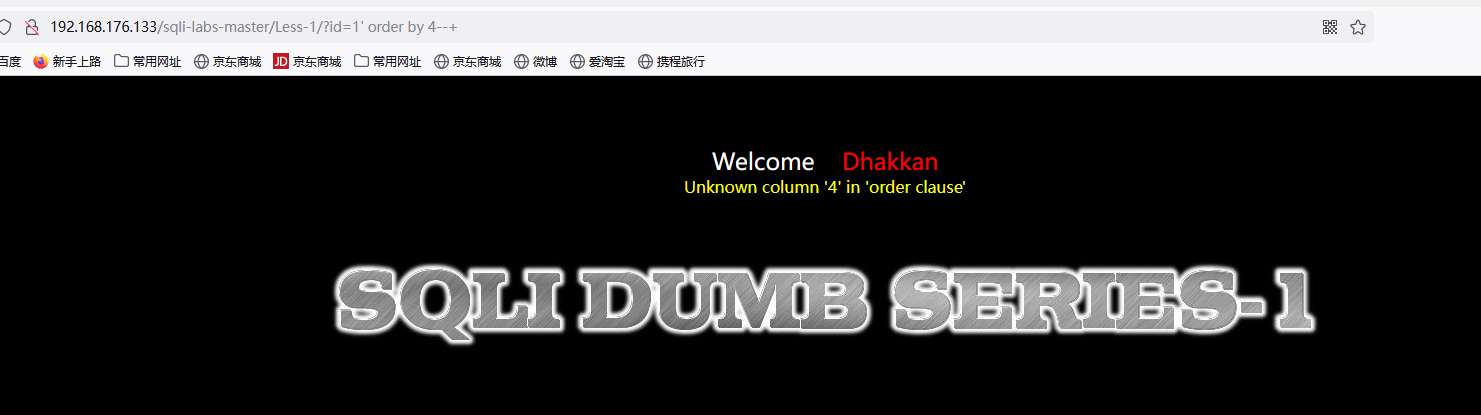 192.168.176.133/sqli-labs-master/Less-1/?id=1' order by 4--+
百度 新手上路 常用网址 京东商城 JD 京东商城 常用网址 京东商城 微博 爱淘宝 携程旅行
Welcome Dhakkan
Unknown column '4' in 'order clause'
SQLI DUMB SERIES-1